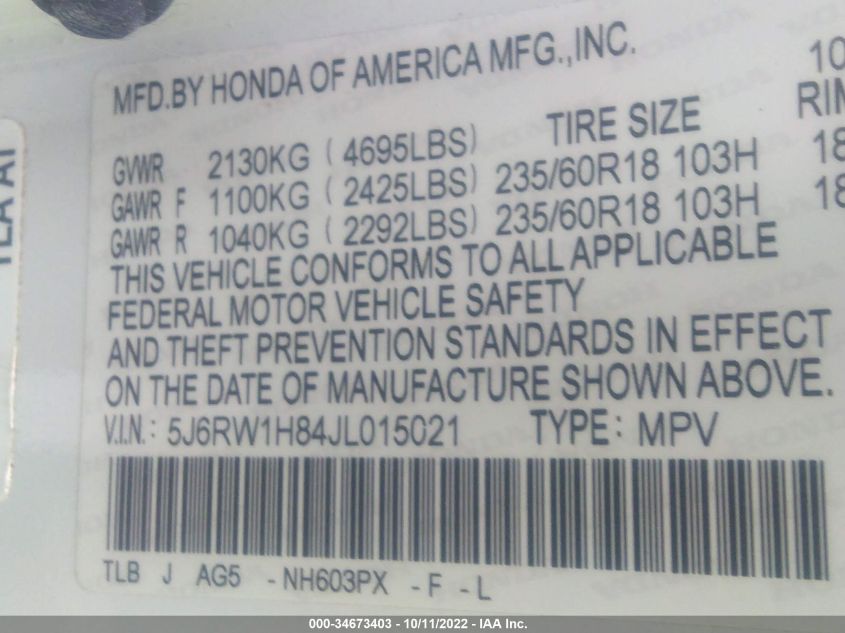 MFD.BY HONDA OF AMERICA MFG.,INC. 10
TIRE SIZE RIM
GVWR 2130KG ( 4695LBS)
GAWR F 1100KG ( 2425LBS) 235/60R18 103H 18
GAWR R 1040KG ( 2292LBS) 235/60R18 103H 18
THIS VEHICLE CONFORMS TO ALL APPLICABLE
FEDERAL MOTOR VEHICLE SAFETY
AND THEFT PREVENTION STANDARDS IN EFFECT
ON THE DATE OF MANUFACTURE SHOWN ABOVE.
V.I.N.: 5J6RW1H84JL015021 TYPE: MPV
TLB J AG5 -NH603PX -F -L
TLA AT
000-34673403 - 10/11/2022 - IAA Inc.